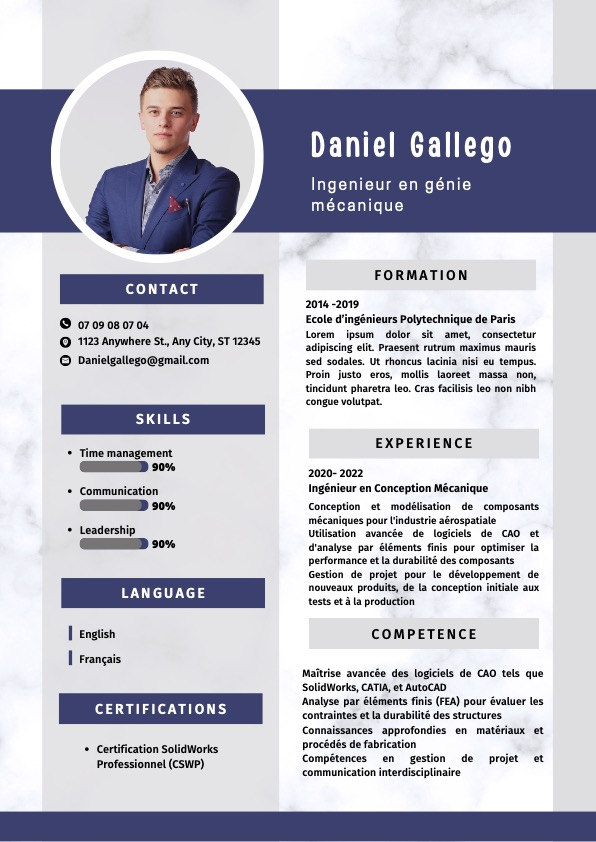 Daniel Gallego
Ingenieur en génie
mécanique
CONTACT
07 09 08 07 04
1123 Anywhere St., Any City, ST 12345
Danielgallego@gmail.com
SKILLS
• Time management
90%
• Communication
90%
• Leadership
90%
LANGUAGE
English
Français
CERTIFICATIONS
• Certification SolidWorks
Professionnel (CSWP)
FORMATION
2014 -2019
Ecole d'ingénieurs Polytechnique de Paris
Lorem ipsum dolor sit amet, consectetur
adipiscing elit. Praesent rutrum maximus mauris
sed sodales. Ut rhoncus lacinia nisi eu tempus.
Proin justo eros, mollis laoreet massa non,
tincidunt pharetra leo. Cras facilisis leo non nibh
congue volutpat.
EXPERIENCE
2020- 2022
Ingénieur en Conception Mécanique
Conception et modélisation de composants
mécaniques pour l'industrie aérospatiale
Utilisation avancée de logiciels de CAO et
d'analyse par éléments finis pour optimiser la
performance et la durabilité des composants
Gestion de projet pour le développement de
nouveaux produits, de la conception initiale aux
tests et à la production
COMPETENCE
Maîtrise avancée des logiciels de CAO tels que
SolidWorks, CATIA, et AutoCAD
Analyse par éléments finis (FEA) pour évaluer les
contraintes et la durabilité des structures
Connaissances approfondies en matériaux et
procédés de fabrication
Compétences en gestion de projet et
communication interdisciplinaire